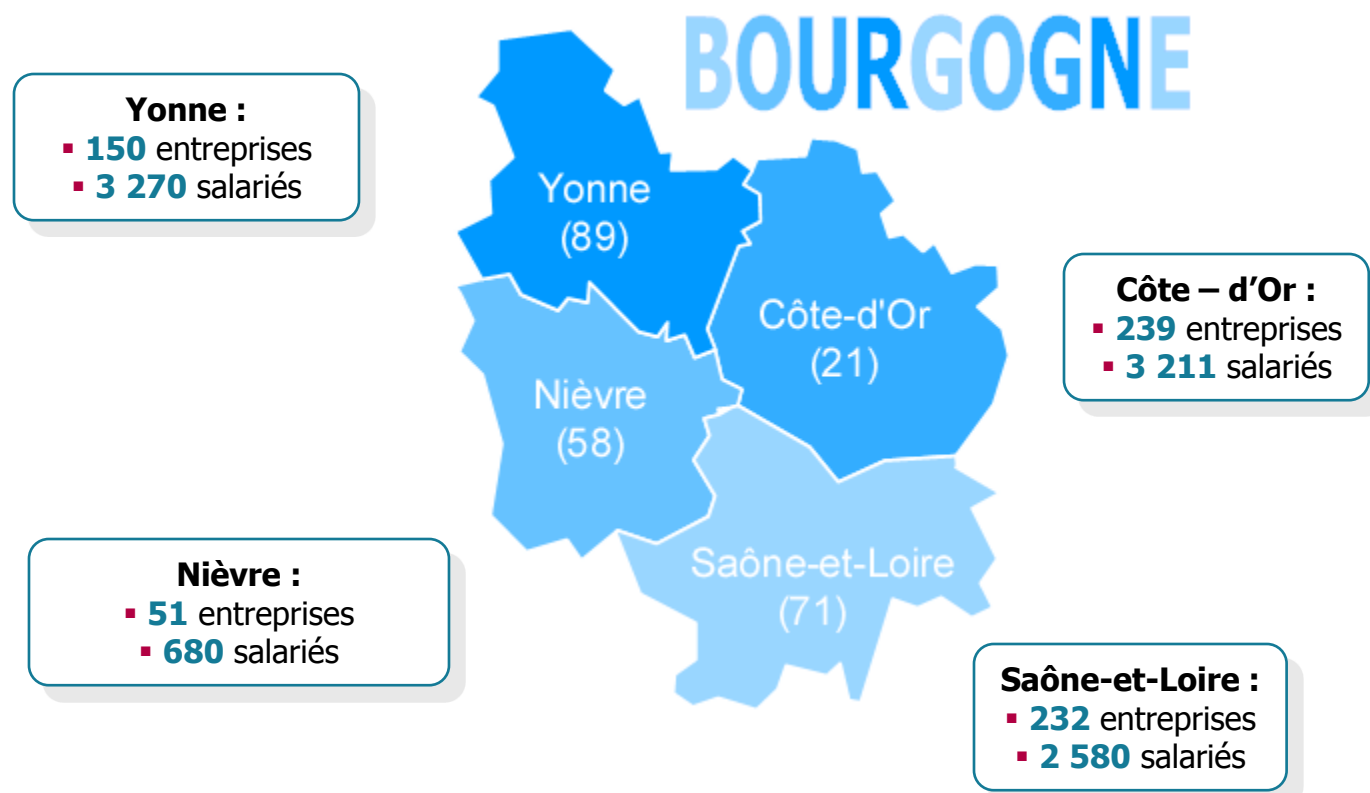 BOURGOGNE
Yonne :
▪ 150 entreprises
▪ 3 270 salariés
Yonne
(89)
Côte – d’Or :
▪ 239 entreprises
▪ 3 211 salariés
Côte-d'Or
(21)
Nièvre
(58)
Nièvre :
▪ 51 entreprises
▪ 680 salariés
Saône-et-Loire
(71)
Saône-et-Loire :
▪ 232 entreprises
▪ 2 580 salariés